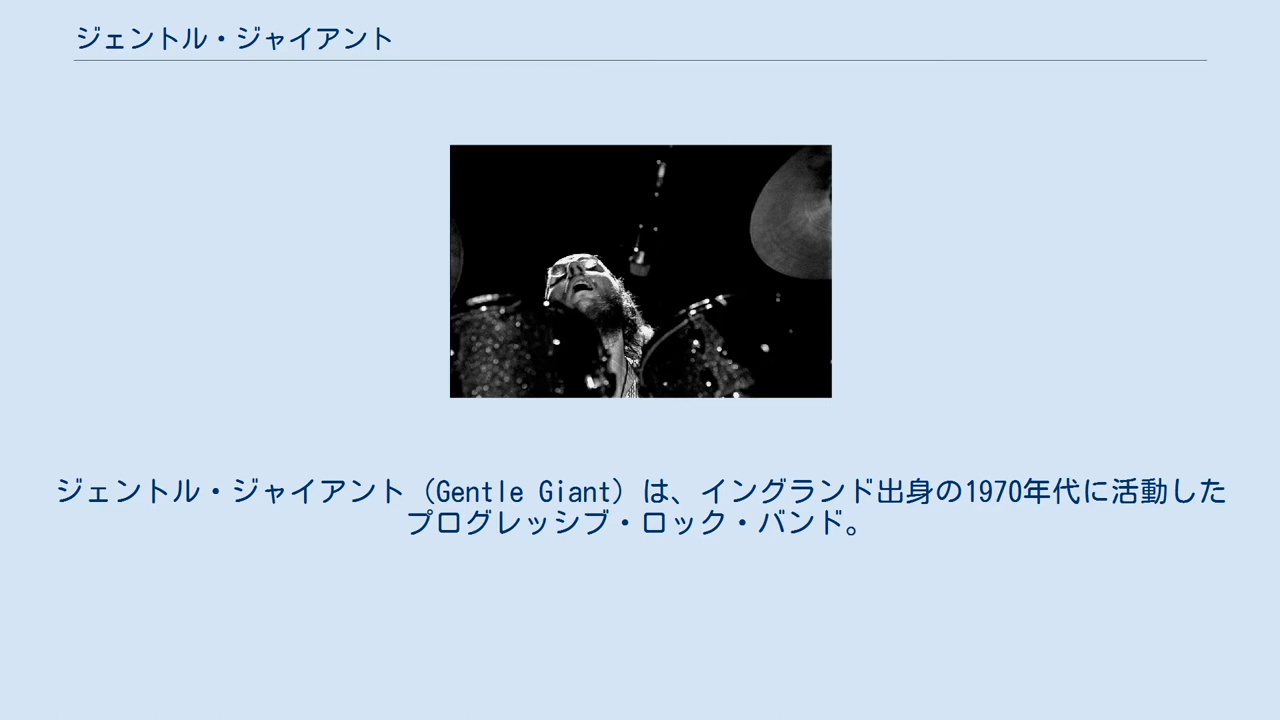 ジェントル・ジャイアント
ジェントル・ジャイアント（Gentle Giant）は、イングランド出身の1970年代に活動した
プログレッシブ・ロック・バンド。